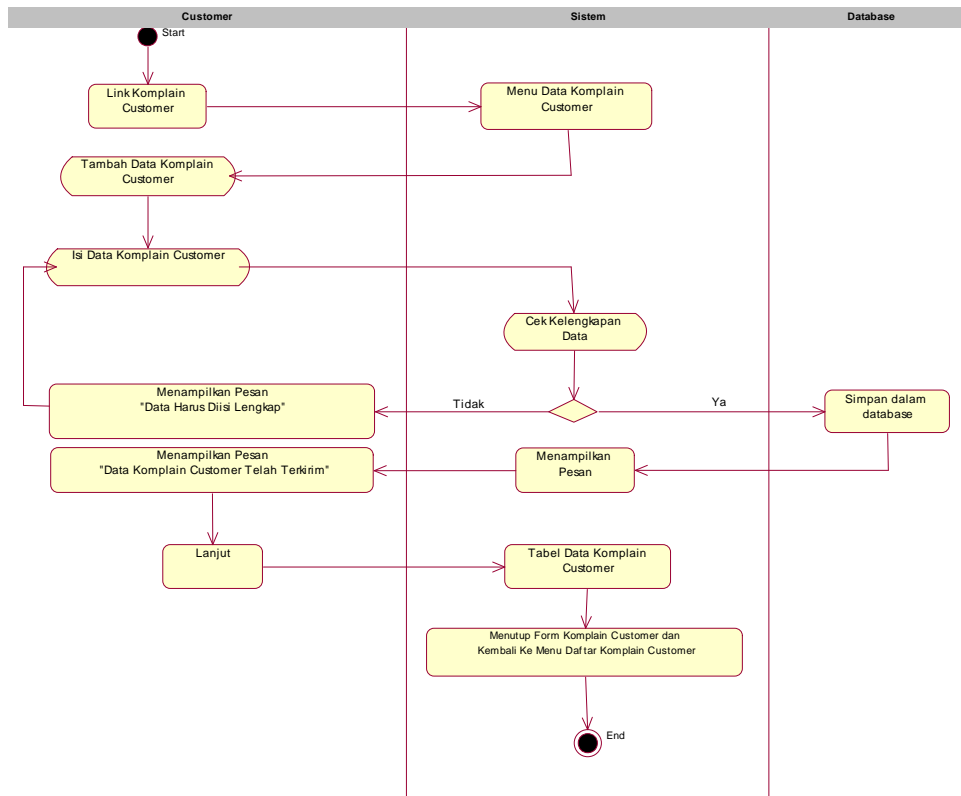 Customer
Sistem
Database
Start
Link Komplain
Customer
Menu Data Komplain
Customer
Tambah Data Komplain
Customer
Isi Data Komplain Customer
Cek Kelengkapan
Data
Menampilkan Pesan
"Data Harus Diisi Lengkap"
Tidak
Ya
Simpan dalam
database
Menampilkan Pesan
"Data Komplain Customer Telah Terkirim"
Menampilkan
Pesan
Lanjut
Tabel Data Komplain
Customer
Menutup Form Komplain Customer dan
Kembali Ke Menu Daftar Komplain Customer
End